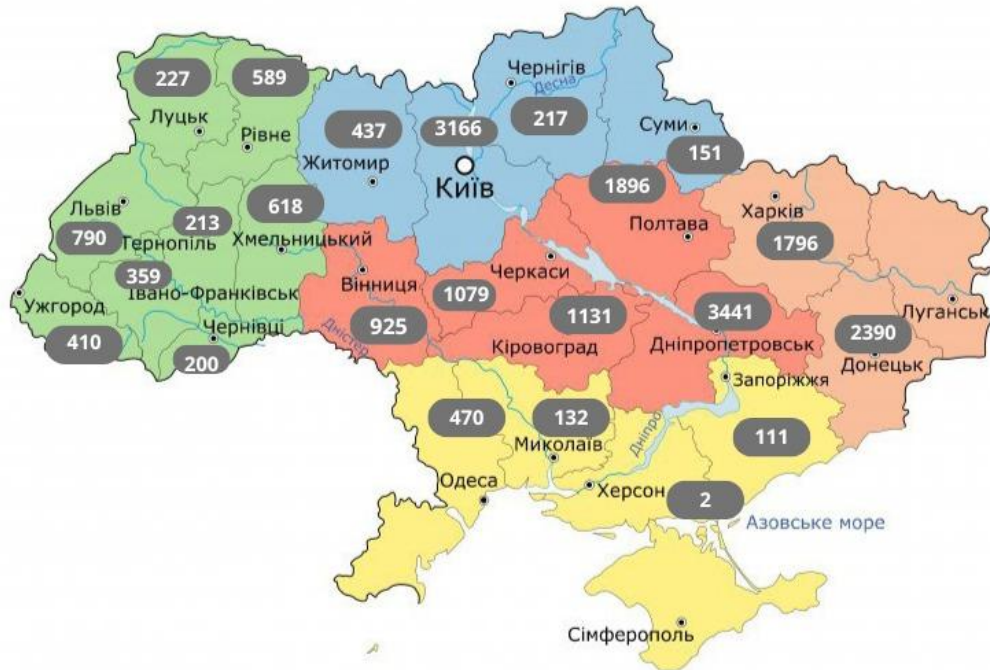 227
589
Чернігів
Десна
Луцьк
Рівне
437
3166
217
Суми
151
Житомир
Київ
Львів
790
213
Тернопіль
618
Хмельницький
1896
Полтава
Харків
1796
359
Івано-Франківськ
Ужгород
410
Чернівці
200
Вінниця
925
Дністер
Черкаси
1079
1131
Кіровоград
3441
Дніпропетровськ
2390
Донецьк
Луганськ
Запоріжжя
470
132
Миколаїв
Дніпро
111
Одеса
Херсон
2
Азовське море
Сімферополь